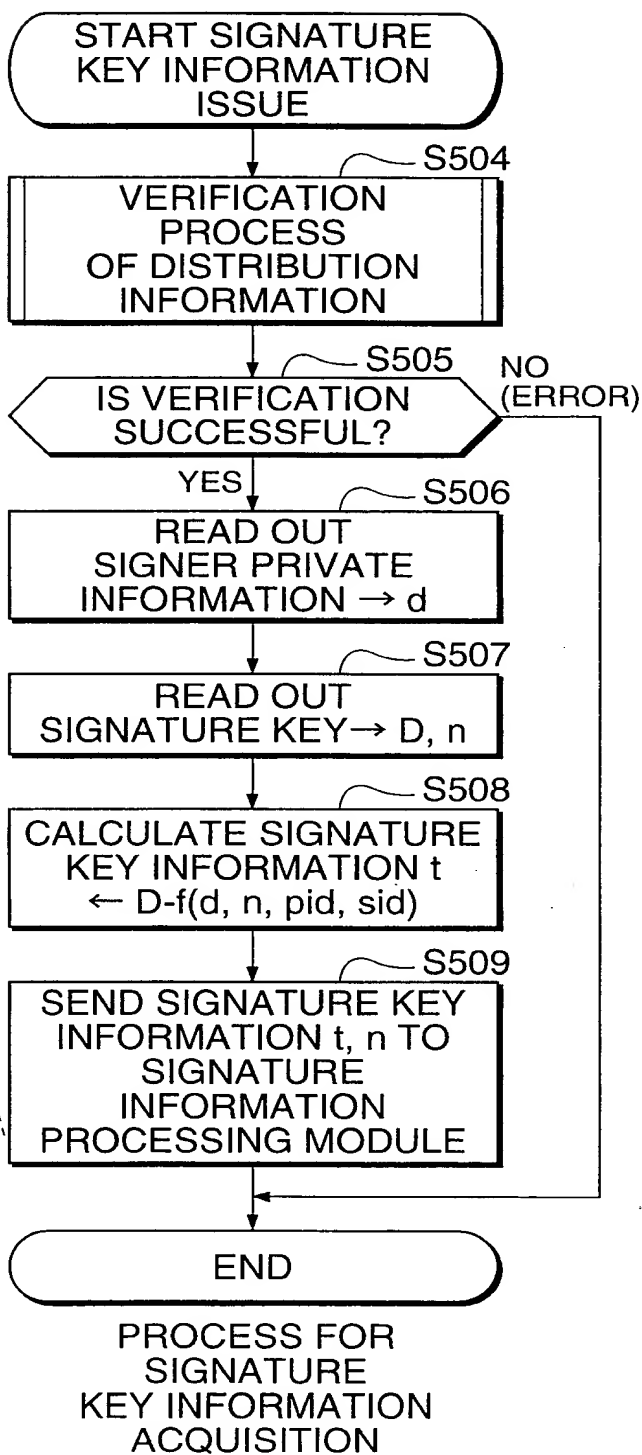 START SIGNATURE
KEY INFORMATION
ISSUE
S504
VERIFICATION
PROCESS
OF DISTRIBUTION
INFORMATION
S505
IS VERIFICATION
SUCCESSFUL?
NO
(ERROR)
YES
S506
READ OUT
SIGNER PRIVATE
INFORMATION → d
S507
READ OUT
SIGNATURE KEY→ D, n
S508
CALCULATE SIGNATURE
KEY INFORMATION t
← D-f(d, n, pid, sid)
S509
SEND SIGNATURE KEY
INFORMATION t, n TO
SIGNATURE
INFORMATION
PROCESSING MODULE
END
PROCESS FOR
SIGNATURE
KEY INFORMATION
ACQUISITION